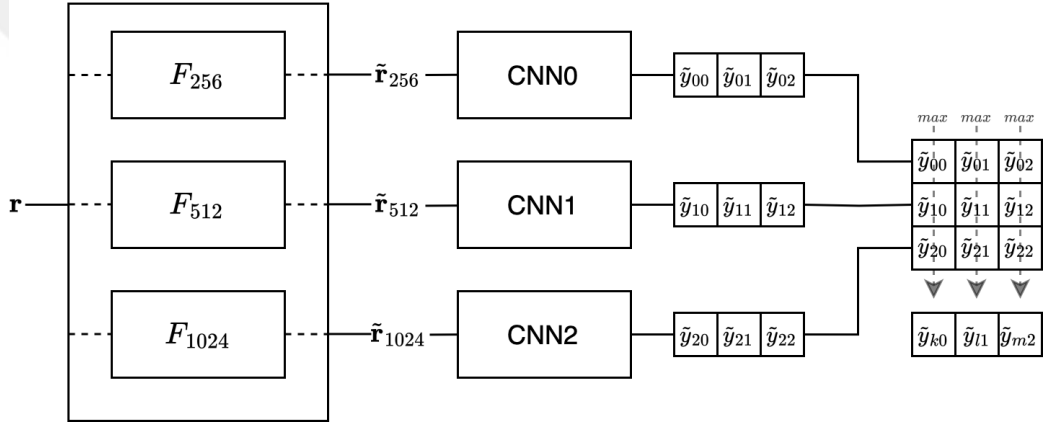 F₂₅₆ r̃₂₅₆ CNN0 ỹ₀₀ ỹ₀₁ ỹ₀₂
max max max
ỹ₀₀ ỹ₀₁ ỹ₀₂
r F₅₁₂ r̃₅₁₂ CNN1 ỹ₁₀ ỹ₁₁ ỹ₁₂ ỹ₁₀ ỹ₁₁ ỹ₁₂
ỹ₂₀ ỹ₂₁ ỹ₂₂
F₁₀₂₄ r̃₁₀₂₄ CNN2 ỹ₂₀ ỹ₂₁ ỹ₂₂ ỹₖ₀ ỹₗ₁ ỹₘ₂